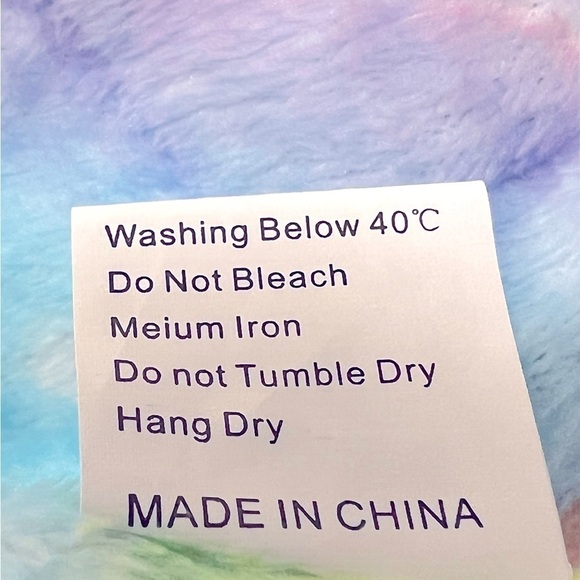 Washing Below 40℃
Do Not Bleach
Meium Iron
Do not Tumble Dry
Hang Dry
MADE IN CHINA